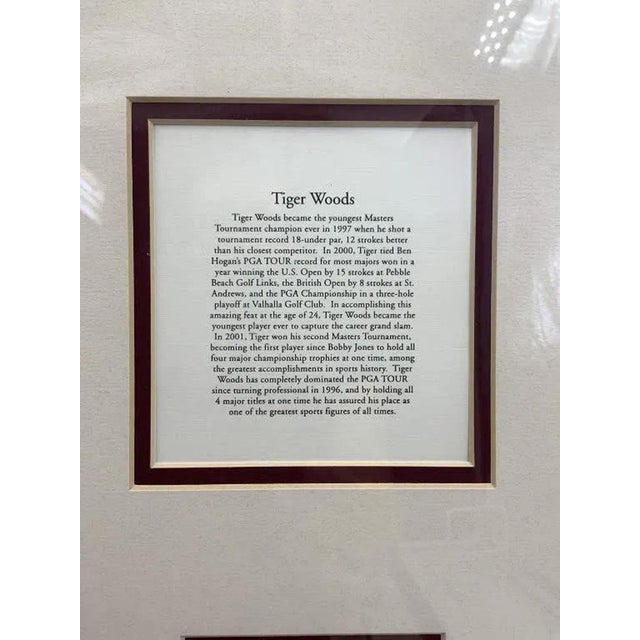 Tiger Woods
Tiger Woods became the youngest Masters
Tournament champion ever in 1997 when he shot a
tournament record 18-under par, 12 strokes better
than his closest competitor. In 2000, Tiger tied Ben
Hogan's PGA TOUR record for most majors won in a
year winning the U.S. Open by 15 strokes at Pebble
Beach Golf Links, the British Open by 8 strokes at St.
Andrews, and the PGA Championship in a three-hole
playoff at Valhalla Golf Club. In accomplishing this
amazing feat at the age of 24, Tiger Woods became the
youngest player ever to capture the career grand slam.
In 2001, Tiger won his second Masters Tournament,
becoming the first player since Bobby Jones to hold all
four major championship trophies at one time, among
the greatest accomplishments in sports history. Tiger
Woods has completely dominated the PGA TOUR
since turning professional in 1996, and by holding all
4 major titles at one time he has assured his place as
one of the greatest sports figures of all times.